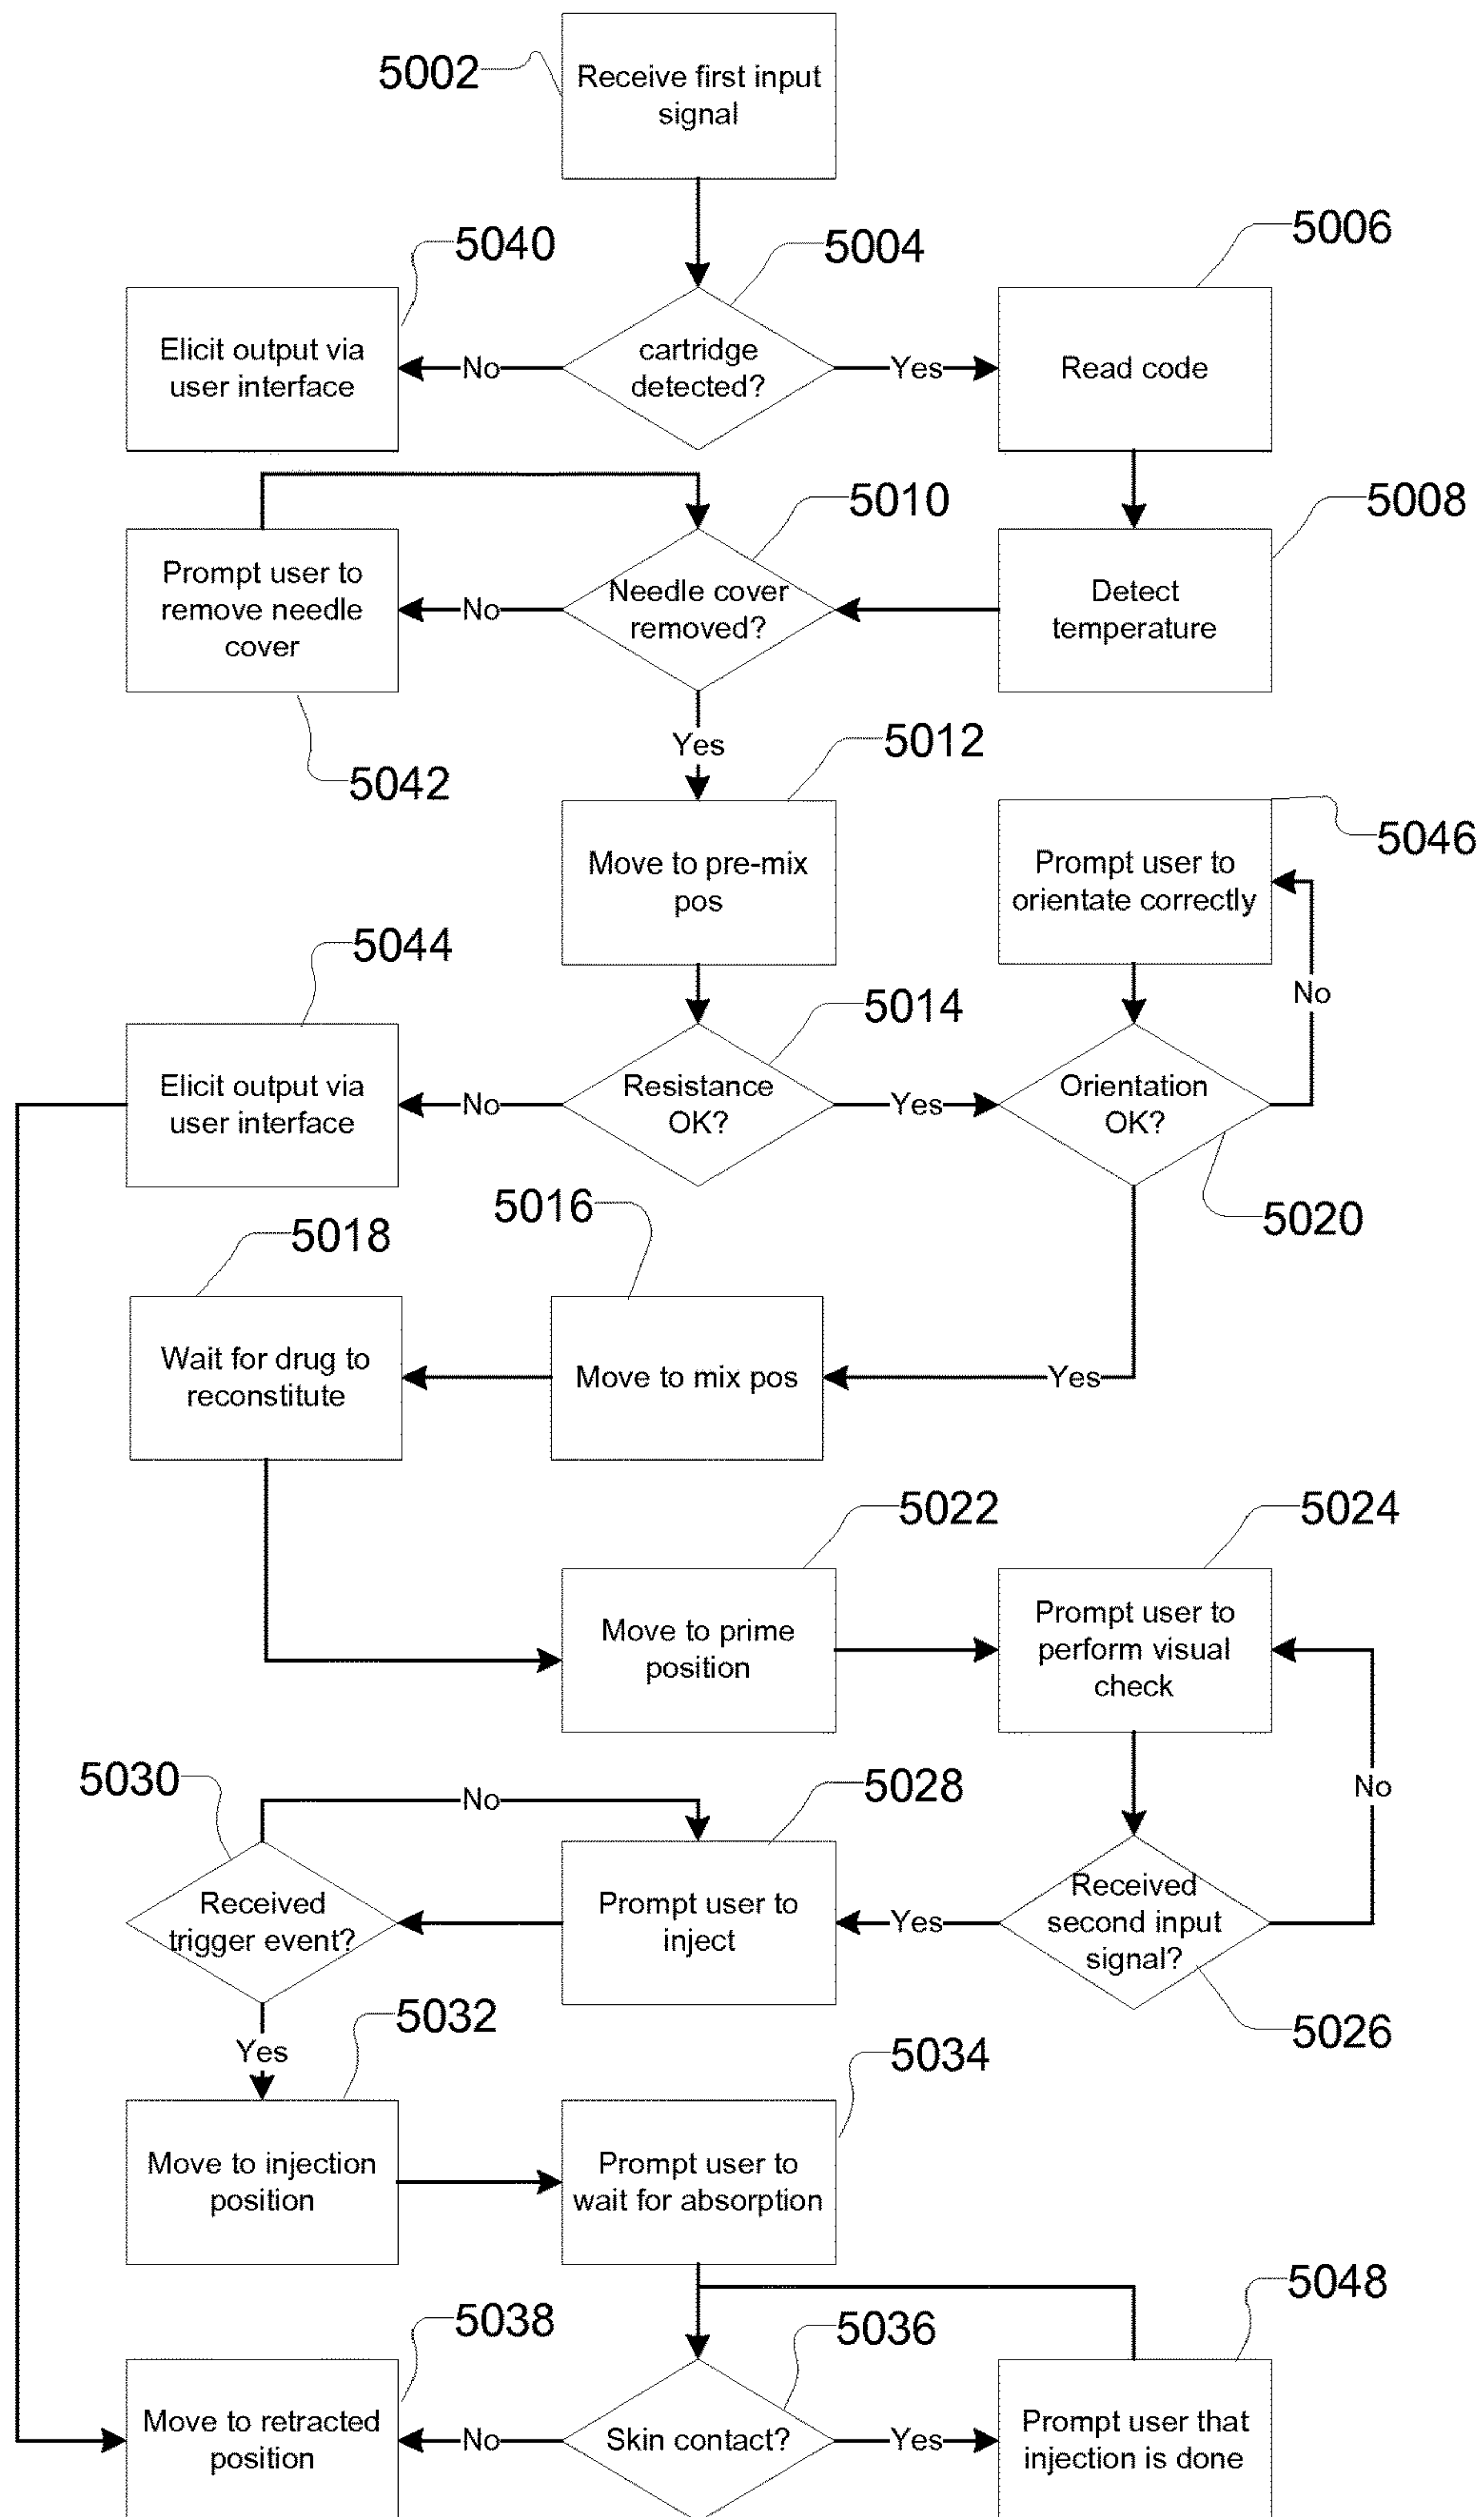 5002
Receive first input
signal
5040
5004
5006
Elicit output via
user interface
No
cartridge
detected?
Yes
Read code
5010
5008
Prompt user to
remove needle
cover
No
Needle cover
removed?
Detect
temperature
Yes
5012
5042
5046
Move to pre-mix
pos
Prompt user to
orientate correctly
5044
5014
No
Elicit output via
user interface
No
Resistance
OK?
Yes
Orientation
OK?
5016
5020
5018
Wait for drug to
reconstitute
Move to mix pos
Yes
5022
5024
Move to prime
position
Prompt user to
perform visual
check
5030
No
5028
No
Received
trigger event?
Prompt user to
inject
Yes
Received
second input
signal?
5032
5026
Yes
5034
Move to injection
position
Prompt user to
wait for absorption
5048
5038
5036
Move to retracted
position
No
Skin contact?
Yes
Prompt user that
injection is done